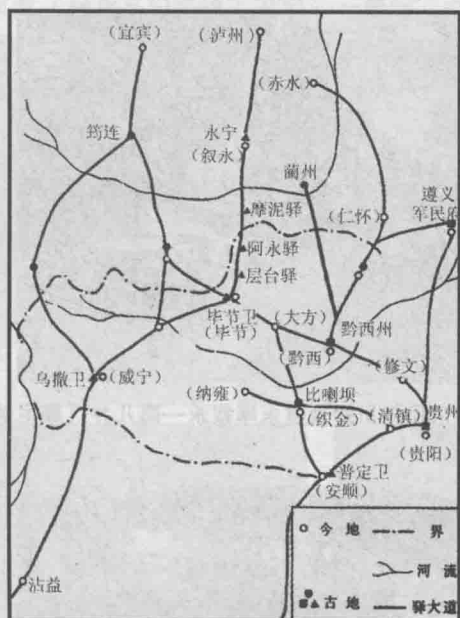 （宜宾）
（泸州）
（赤水）
筠连
永宁
（叙永）
蔺州
（仁怀）
遵义
军民府
摩泥驿
阿永驿
层台驿
毕节卫
（毕节）
（大方）
黔西州
（黔西）
（修文）
乌撒卫
（威宁）
（纳雍）
比喇坝
（织金）
（清镇）
贵州
（贵阳）
普定卫
（安顺）
沾益
今地
界
河流
古地
驿大道